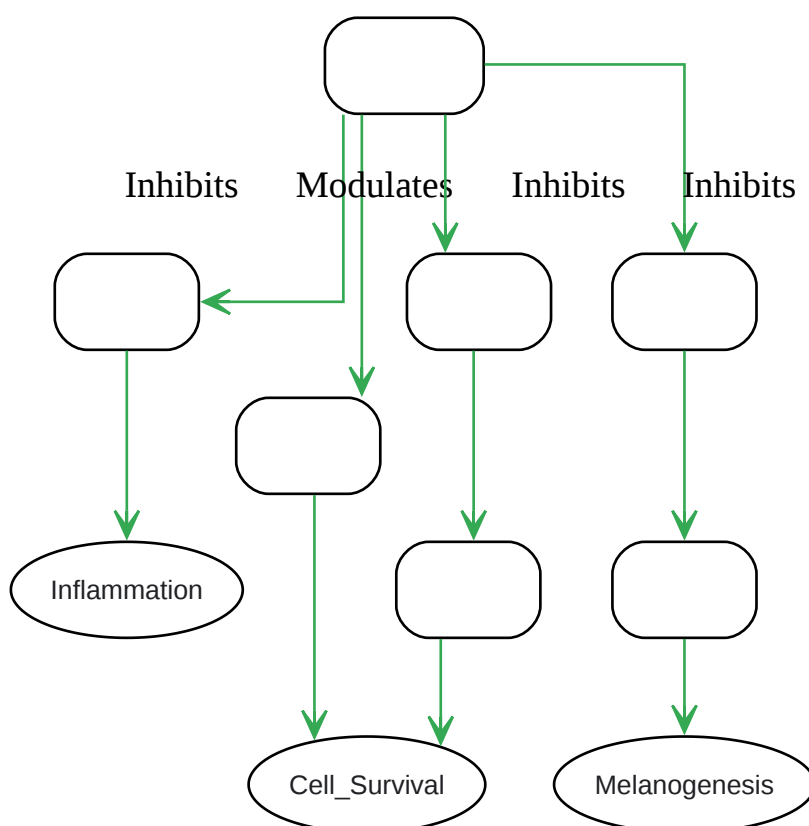 Inhibits Modulates Inhibits Inhibits
Inflammation
Cell_Survival Melanogenesis